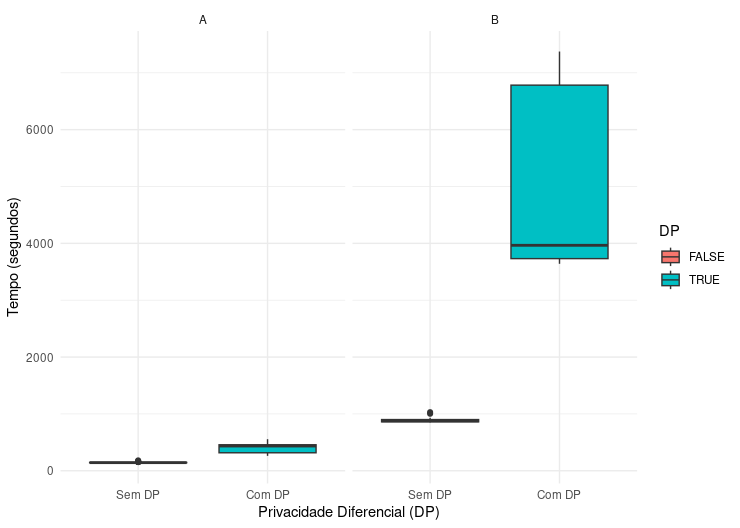 A
B
6000
4000
2000
0
Tempo (segundos)
Sem DP
Com DP
Sem DP
Com DP
Privacidade Diferencial (DP)
DP
FALSE
TRUE